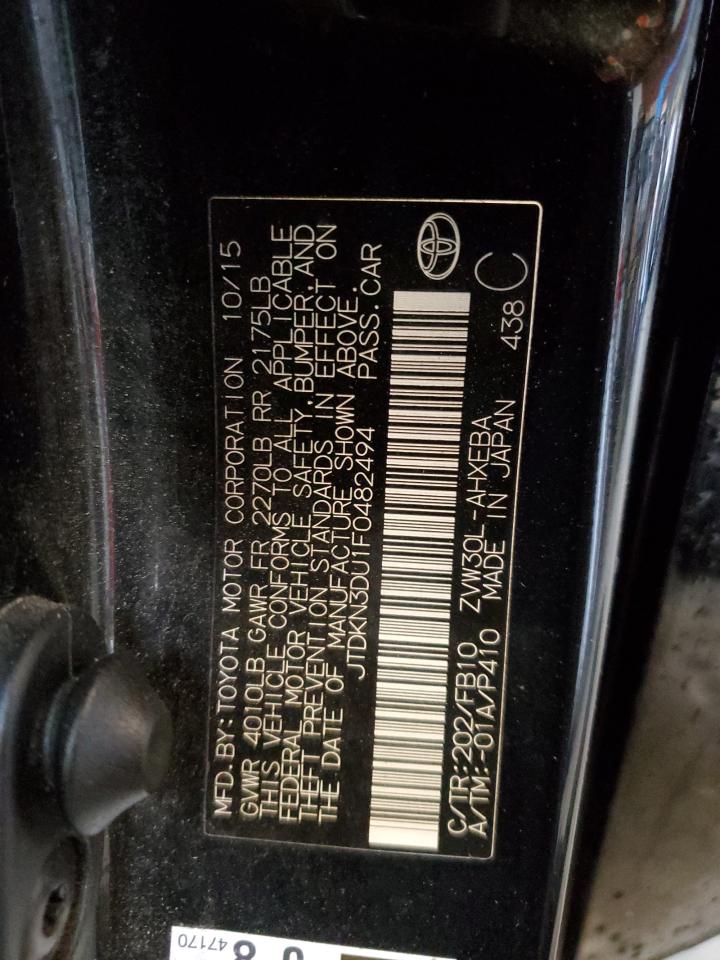 MFD. BY: TOYOTA MOTOR CORPORATION 10/15
GVWR 4010LB GAWR FR 2270LB RR 2175LB
THIS VEHICLE CONFORMS TO ALL APPLICABLE
FEDERAL MOTOR VEHICLE SAFETY, BUMPER, AND
THEFT PREVENTION STANDARDS IN EFFECT ON
THE DATE OF MANUFACTURE SHOWN ABOVE.
JTDKN3DU1F0482494 PASS. CAR
C/TR: 202/FB10 ZVW30L-AHXEBA
A/TM: -01A/P410 MADE IN JAPAN 438 C
47170